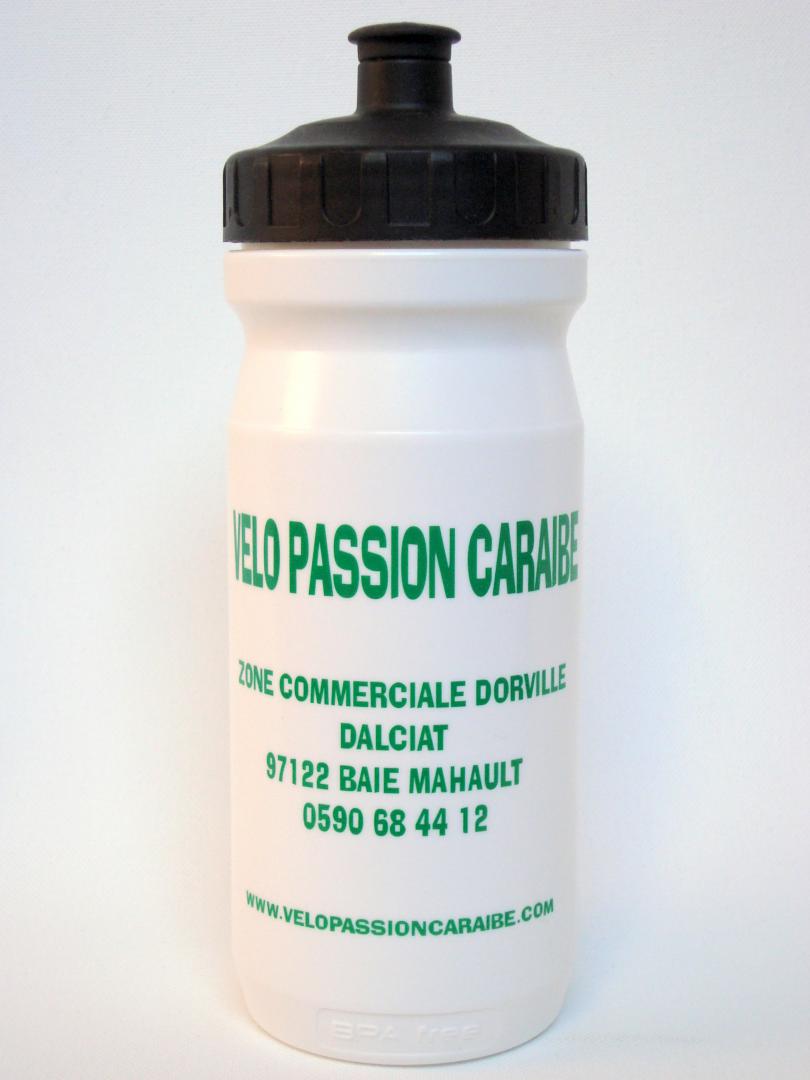 VELO PASSION CARAIBE
ZONE COMMERCIALE DORVILLE
DALCIAT
97122 BAIE MAHAULT
0590 68 44 12
WWW.VELOPASSIONCARAIBE.COM
BPA free